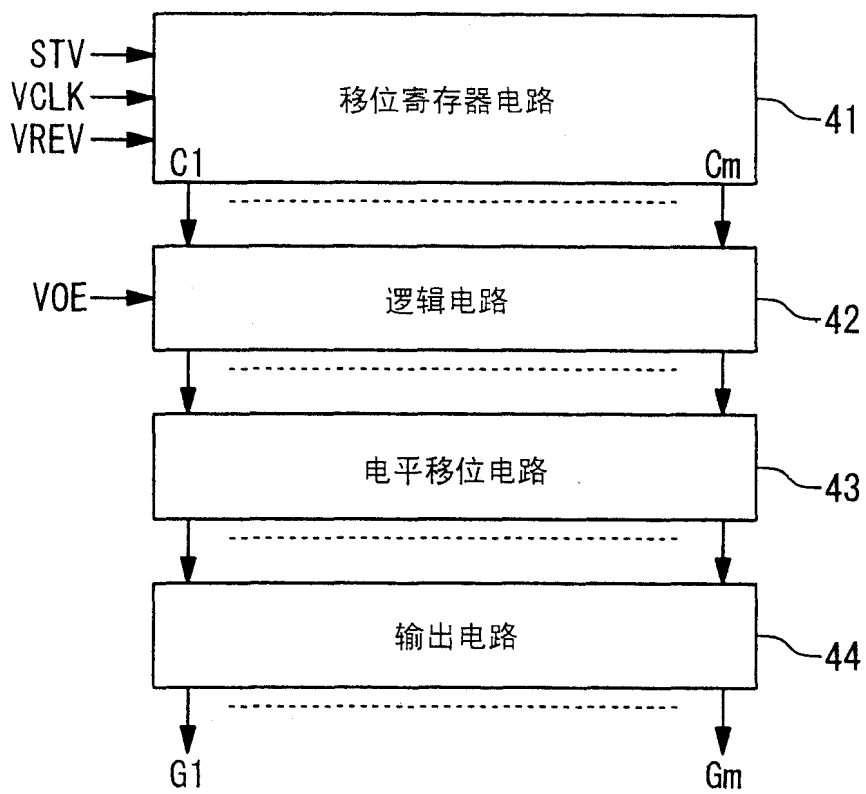 STV
VCLK
VREV
移位寄存器电路
41
C1
Cm
VOE
逻辑电路
42
电平移位电路
43
输出电路
44
G1
Gm